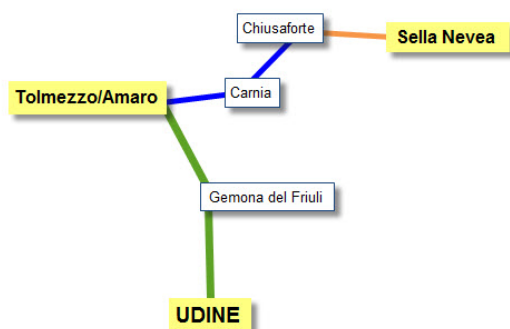 Chiusaforte
Sella Nevea
Carnia
Tolmezzo/Amaro
Gemona del Friuli
UDINE